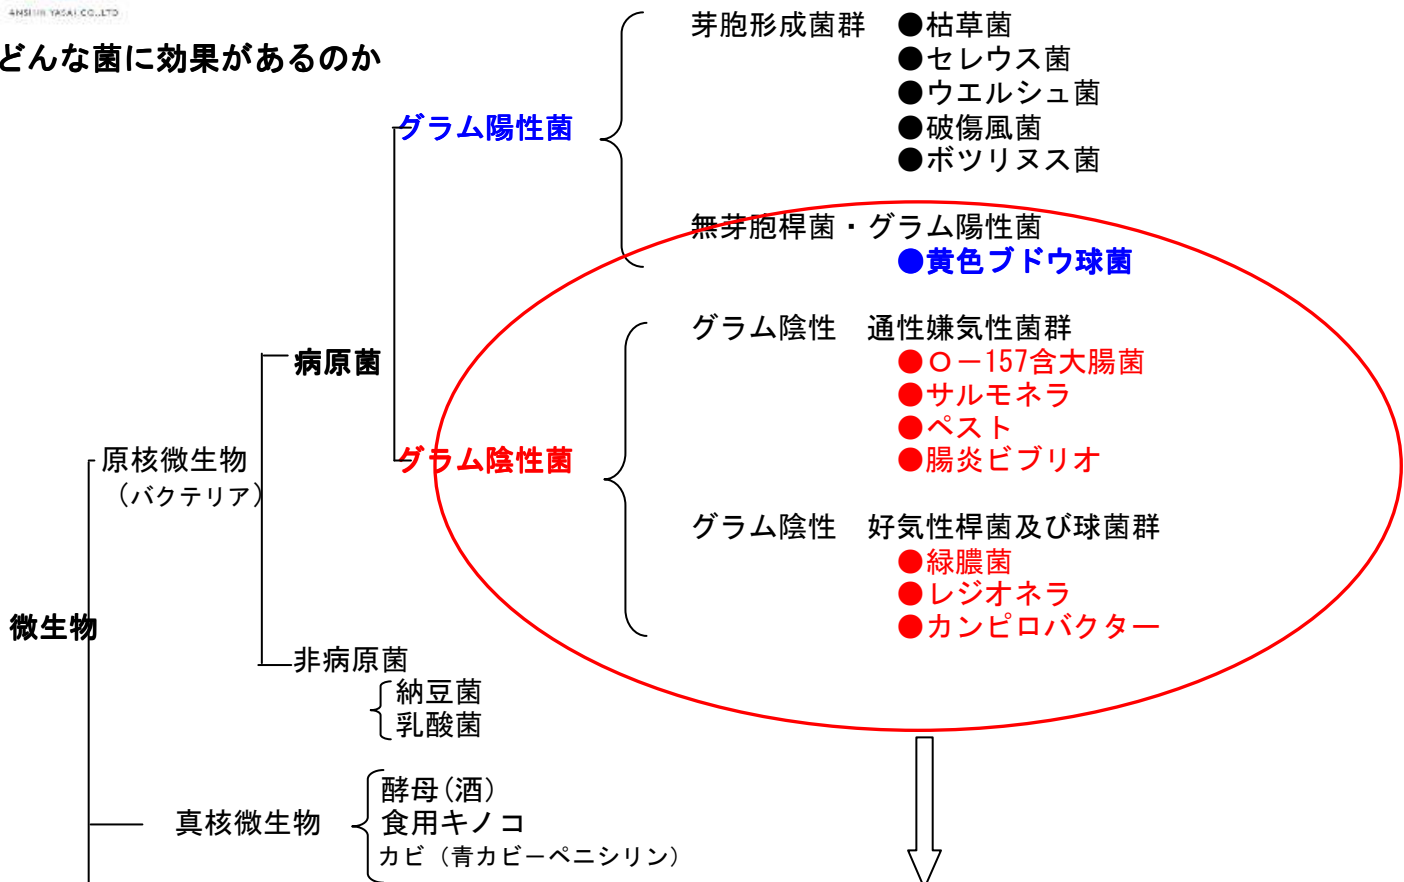 ANSHIN YASAI CO.,LTD
どんな菌に効果があるのか
芽胞形成菌群 ●枯草菌
●セレウス菌
●ウエルシュ菌
●破傷風菌
●ボツリヌス菌
グラム陽性菌
無芽胞桿菌・グラム陽性菌
●黄色ブドウ球菌
グラム陰性 通性嫌気性菌群
●O－157含大腸菌
●サルモネラ
●ペスト
●腸炎ビブリオ
病原菌
グラム陰性菌
原核微生物
（バクテリア）
グラム陰性 好気性桿菌及び球菌群
●緑膿菌
●レジオネラ
●カンピロバクター
微生物
非病原菌
納豆菌
乳酸菌
真核微生物
酵母(酒)
食用キノコ
カビ（青カビーペニシリン）